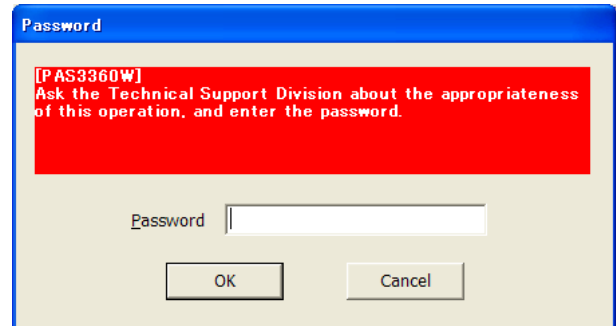 Password
[PAS3360W]
Ask the Technical Support Division about the appropriateness
of this operation, and enter the password.
Password
OK
Cancel